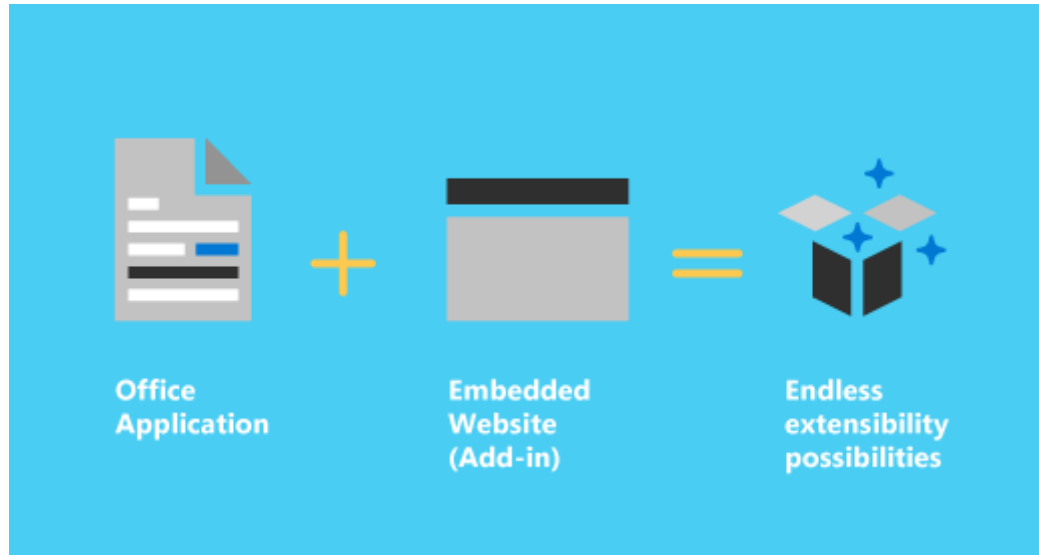 Office
Application
Embedded
Website
(Add-in)
Endless
extensibility
possibilities